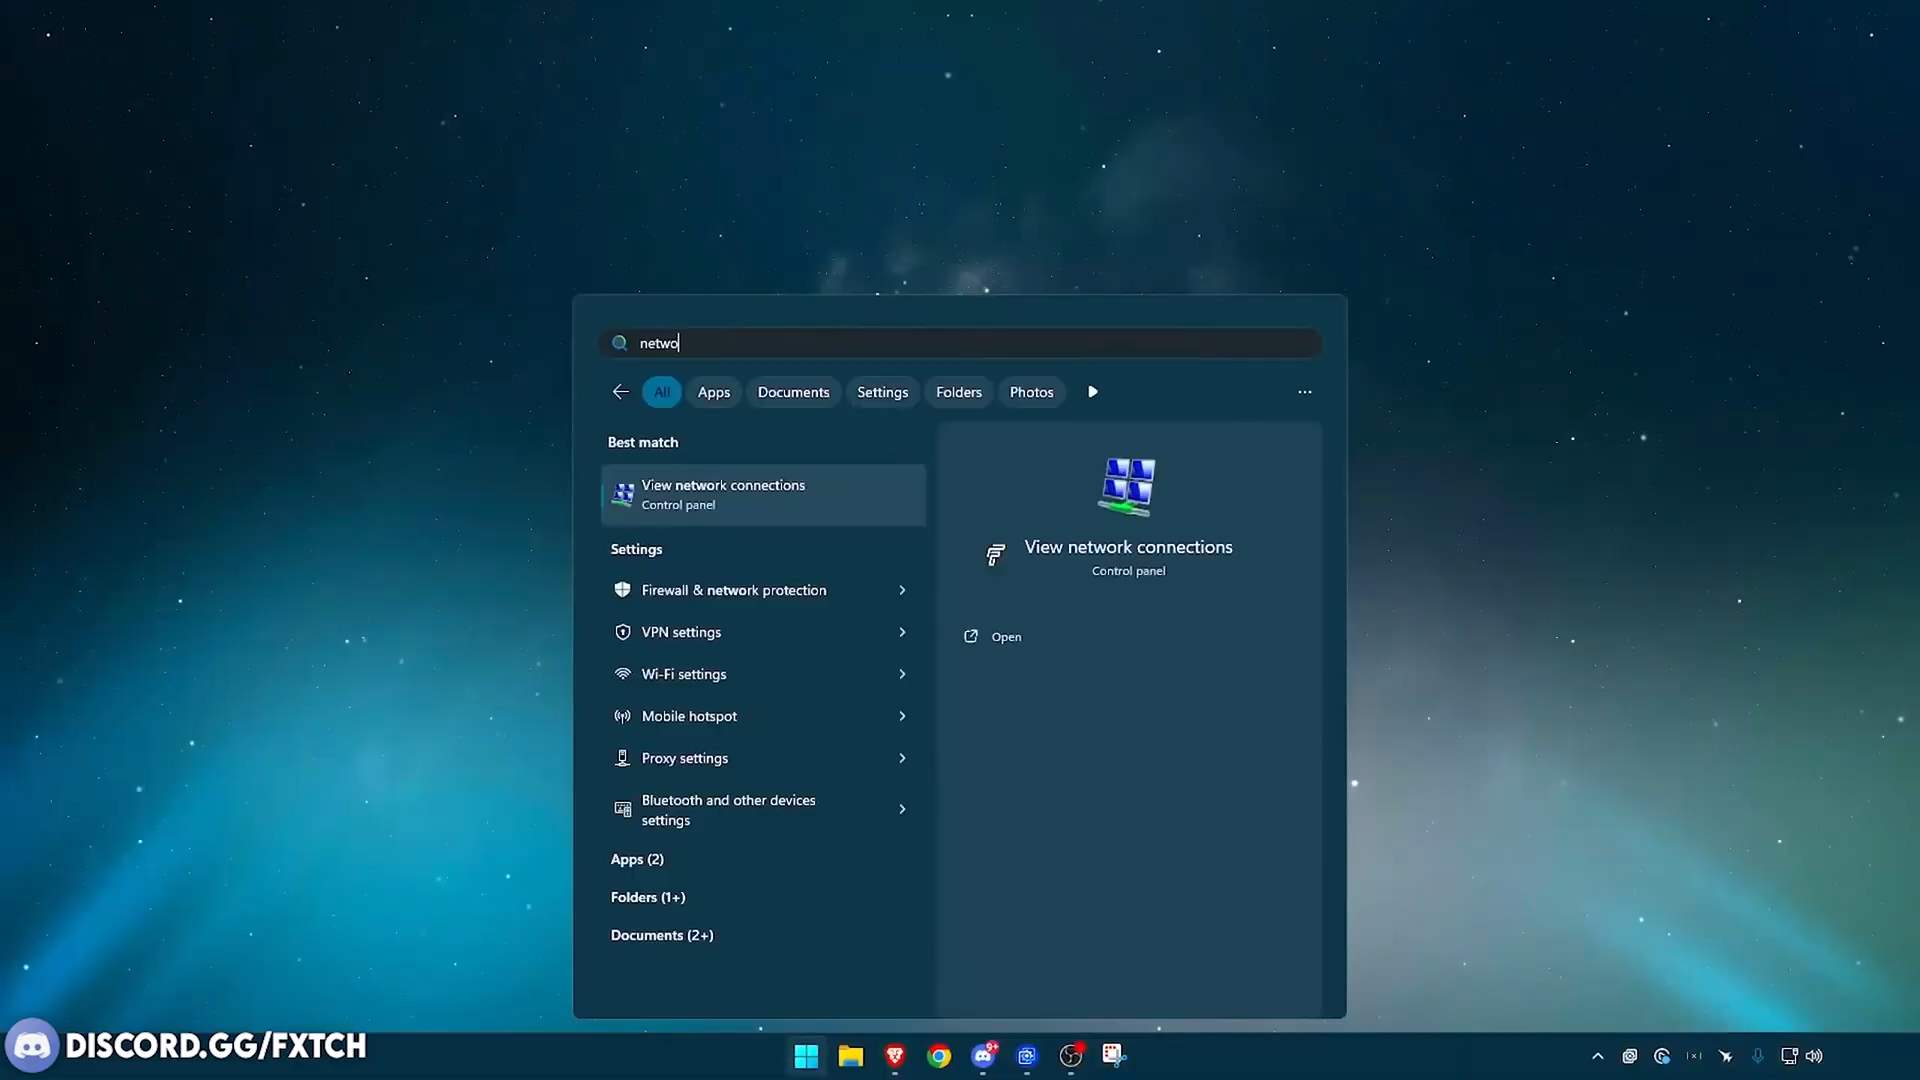 netwo
All
Apps
Documents
Settings
Folders
Photos
Best match
View network connections
Control panel
Settings
Firewall & network protection
VPN settings
Wi-Fi settings
Mobile hotspot
Proxy settings
Bluetooth and other devices
settings
Apps (2)
Folders (1+)
Documents (2+)
View network connections
Control panel
Open
DISCORD.GG/FXTCH
9+